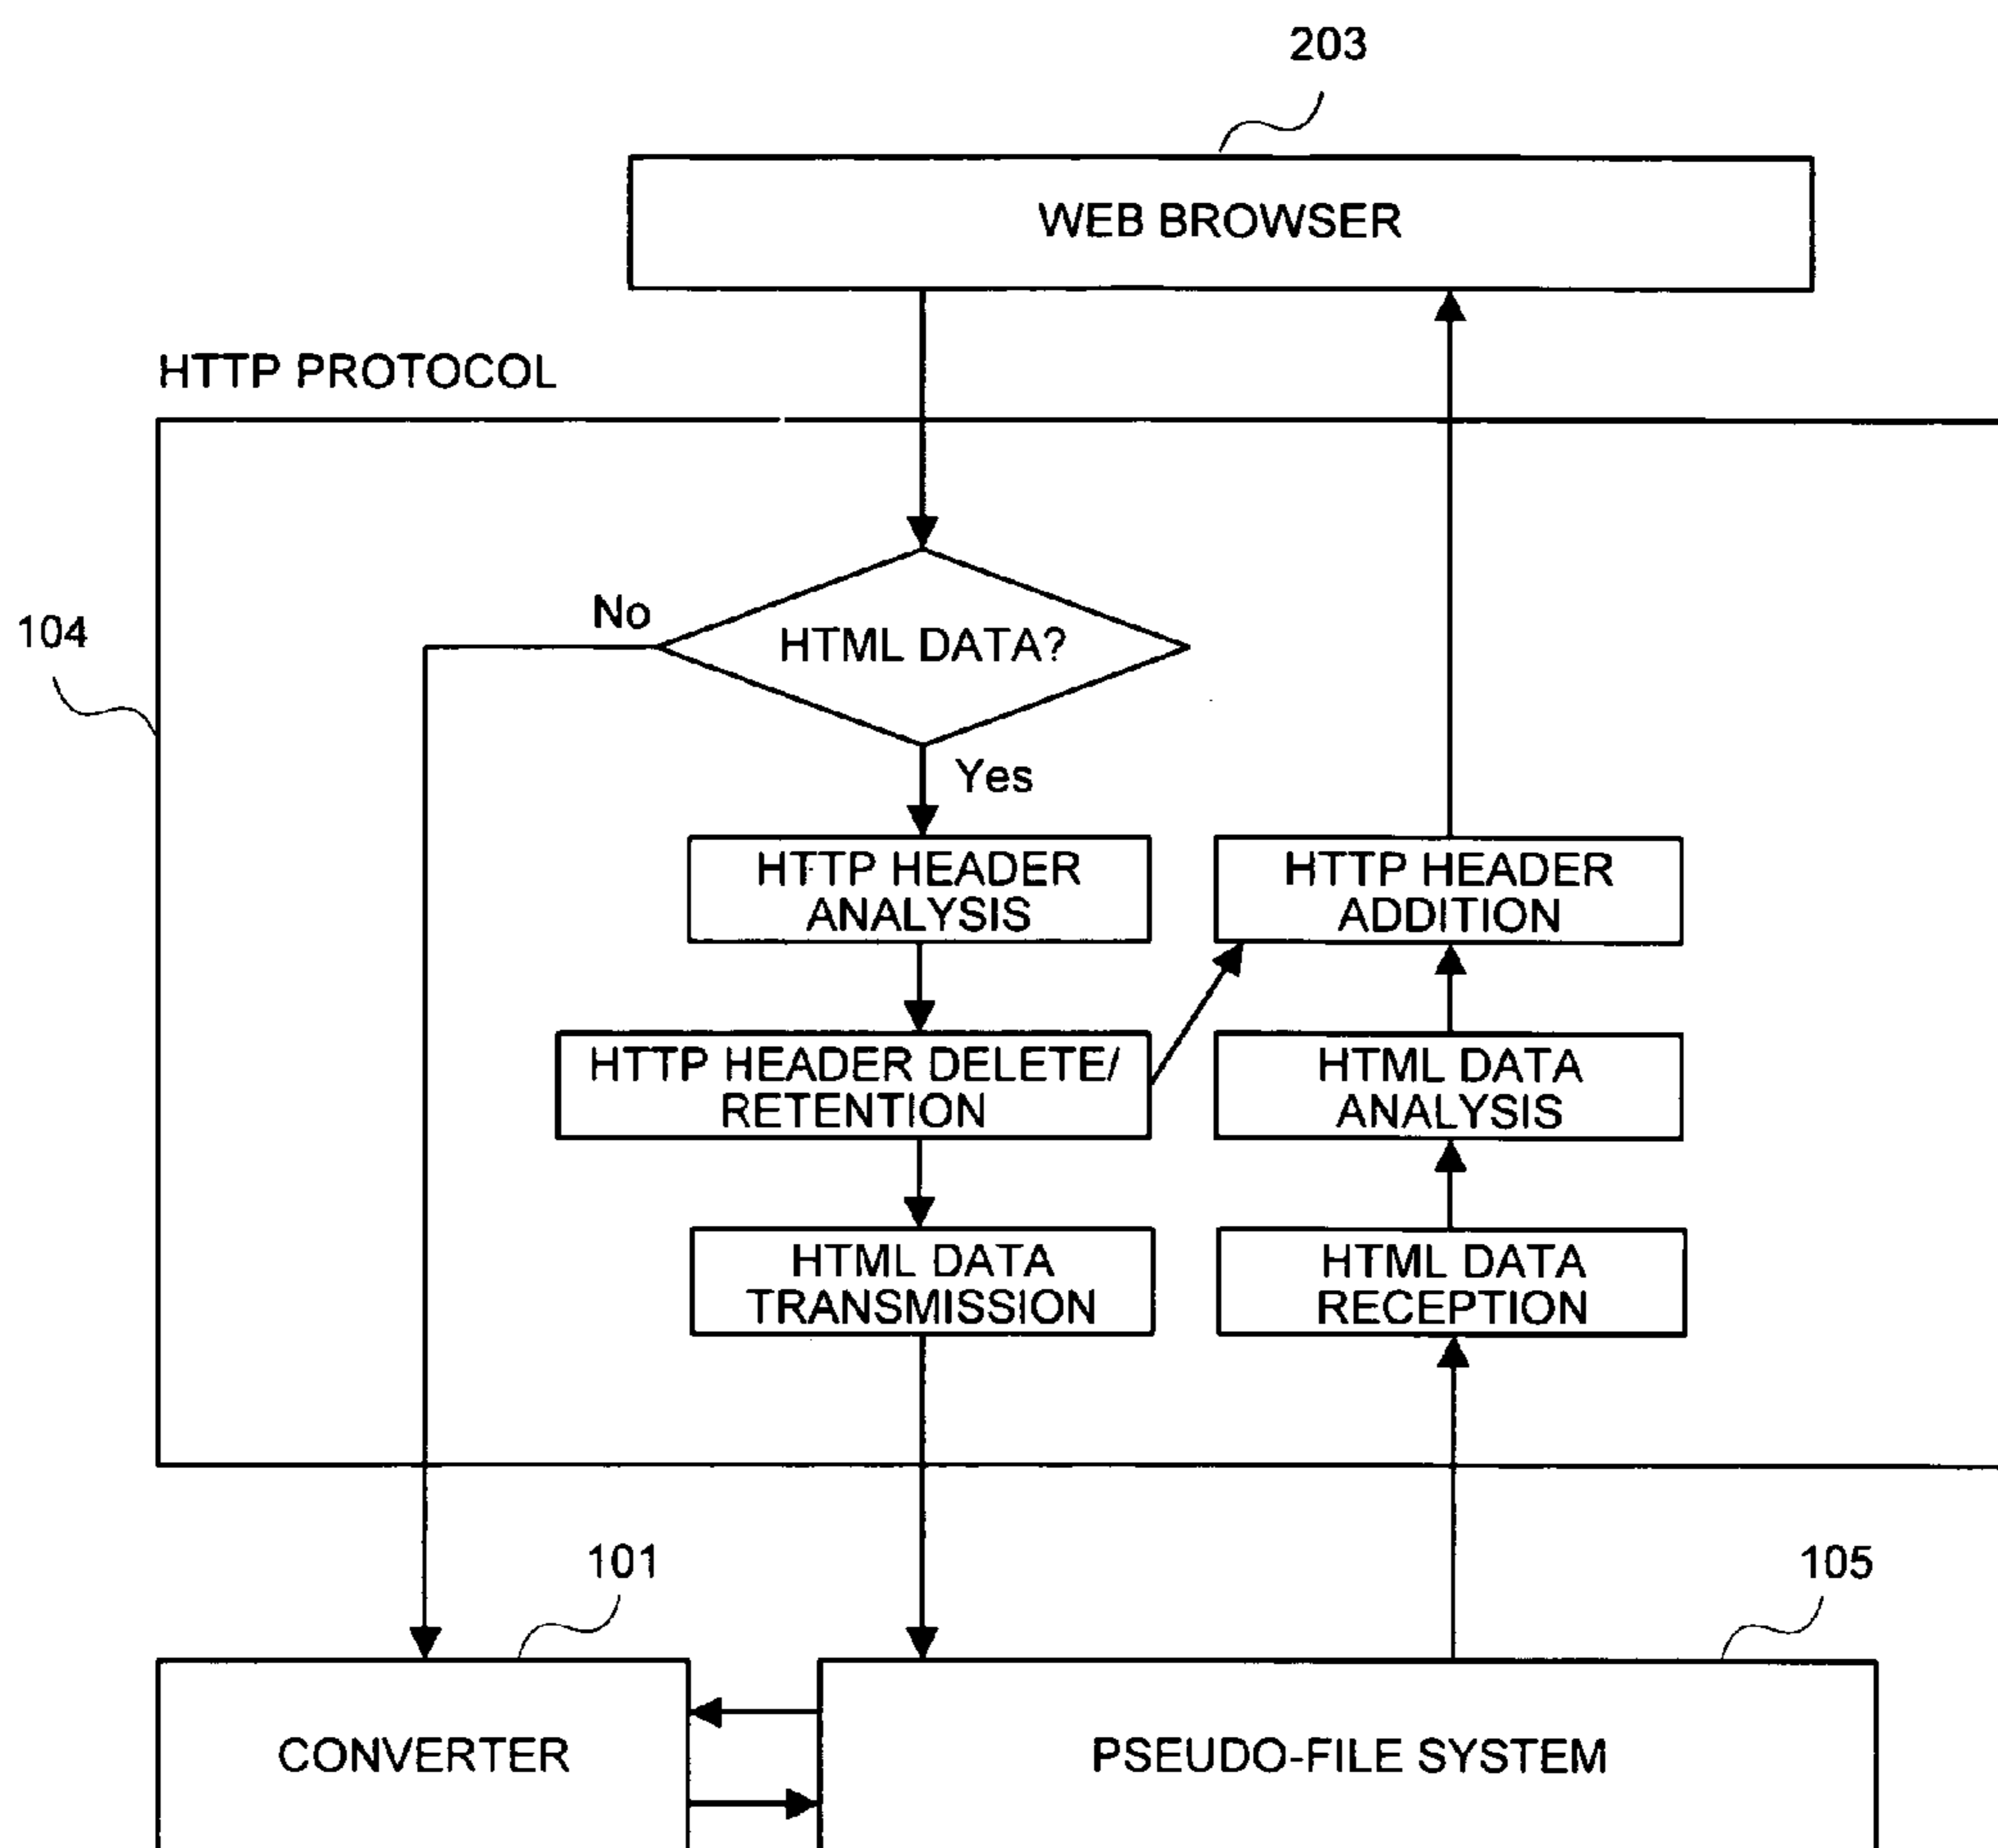 203
WEB BROWSER
HTTP PROTOCOL
104
No
HTML DATA?
Yes
HTTP HEADER
ANALYSIS
HTTP HEADER
ADDITION
HTTP HEADER DELETE/
RETENTION
HTML DATA
ANALYSIS
HTML DATA
TRANSMISSION
HTML DATA
RECEPTION
101
105
CONVERTER
PSEUDO-FILE SYSTEM